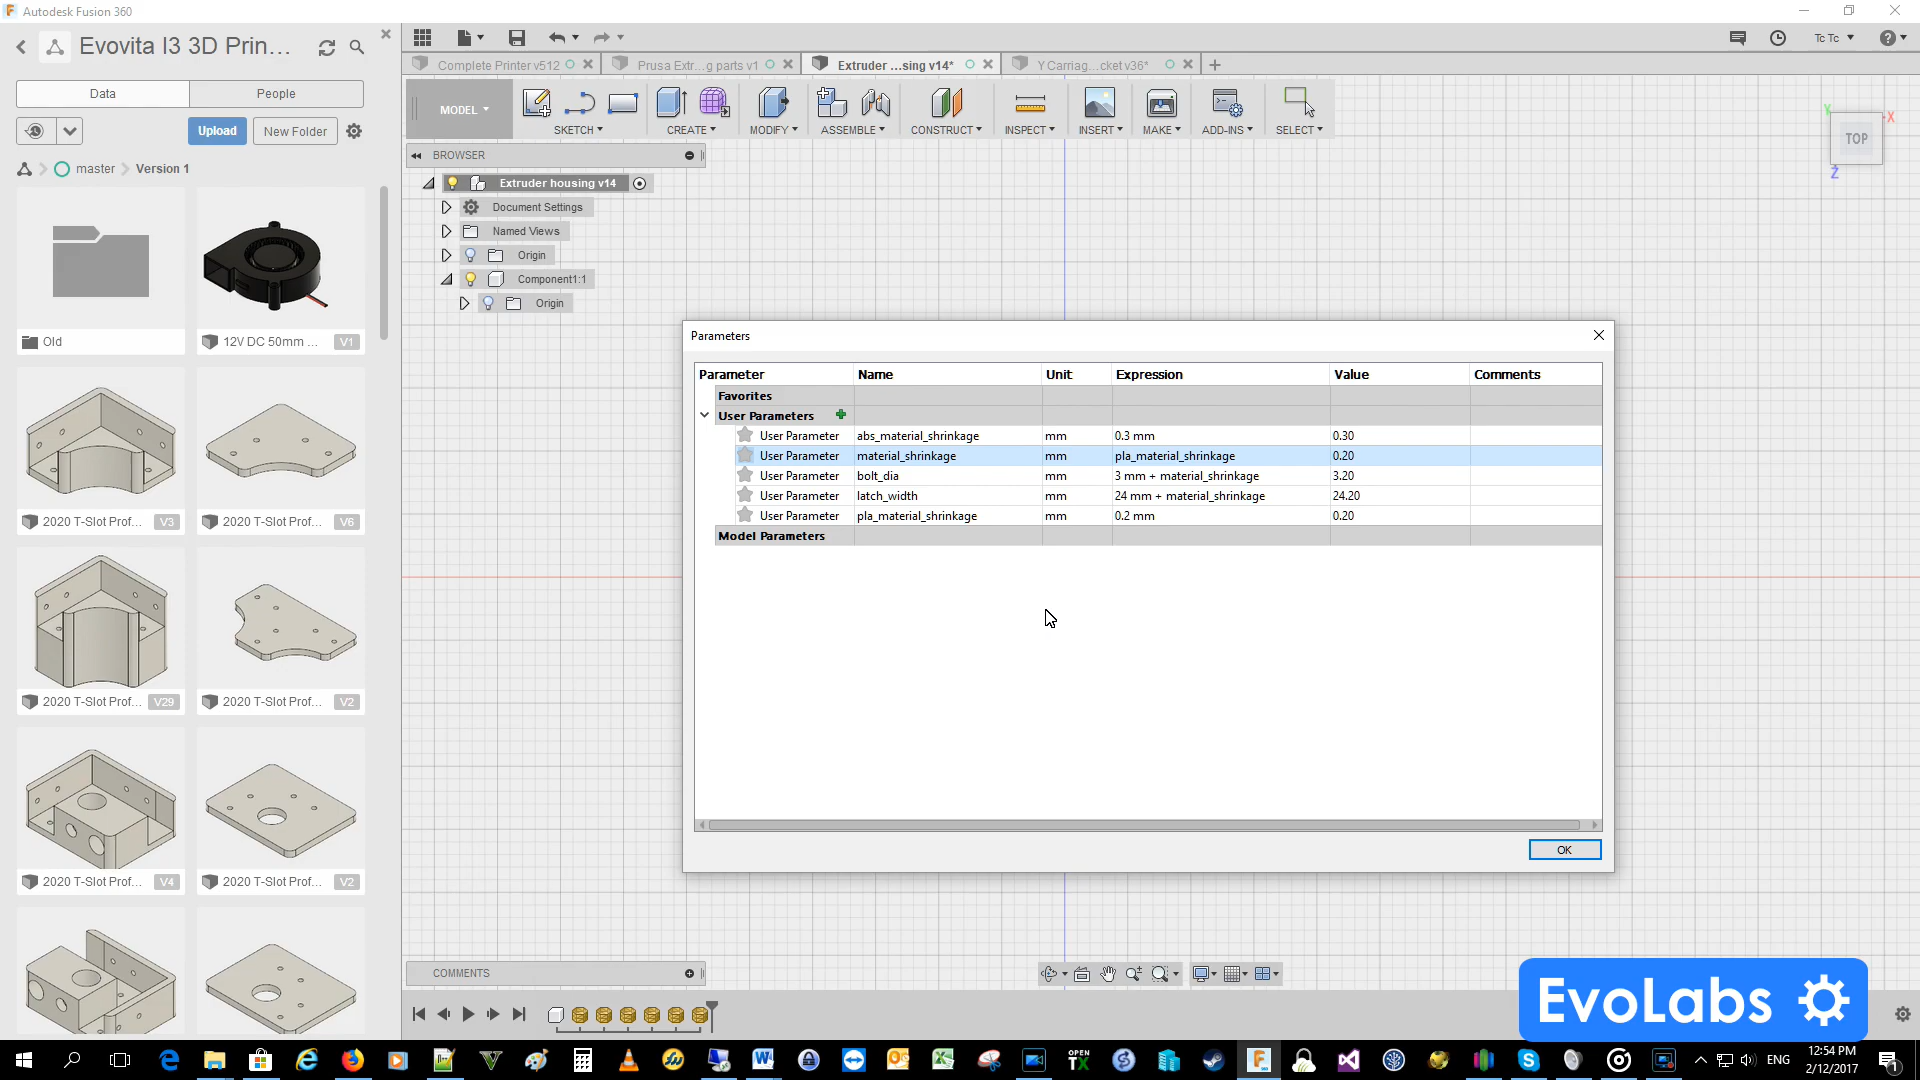 Autodesk Fusion 360
Evovita I3 3D Prin...
Data
People
Upload
New Folder
master
Version 1
Old
12V DC 50mm ...
V1
2020 T-Slot Prof...
V3
2020 T-Slot Prof...
V6
2020 T-Slot Prof...
V29
2020 T-Slot Prof...
V2
2020 T-Slot Prof...
V4
2020 T-Slot Prof...
V2
Tc Tc
Complete Printer v512
Prusa Extr...g parts v1
Extruder ...sing v14*
Y Carriag...cket v36*
MODEL
SKETCH
CREATE
MODIFY
ASSEMBLE
CONSTRUCT
INSPECT
INSERT
MAKE
ADD-INS
SELECT
BROWSER
Extruder housing v14
Document Settings
Named Views
Origin
Component1:1
Origin
Y
X
TOP
Z
Parameters
Parameter Name Unit Expression Value Comments
Favorites
User Parameters
User Parameter abs_material_shrinkage mm 0.3 mm 0.30
User Parameter material_shrinkage mm pla_material_shrinkage 0.20
User Parameter bolt_dia mm 3 mm + material_shrinkage 3.20
User Parameter latch_width mm 24 mm + material_shrinkage 24.20
User Parameter pla_material_shrinkage mm 0.2 mm 0.20
Model Parameters
OK
COMMENTS
EvoLabs
OPEN
TX
ENG
12:54 PM
2/12/2017
1